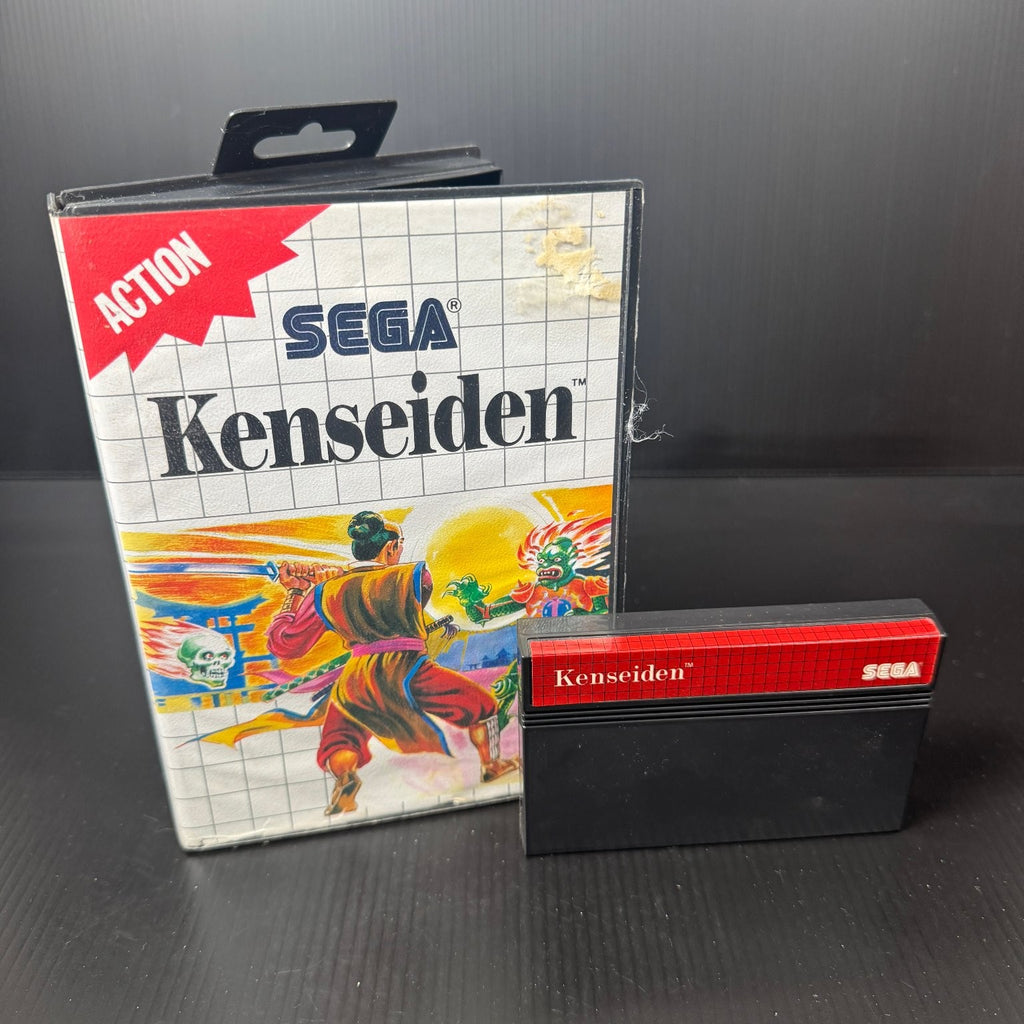 ACTION
SEGA®
Kenseiden™
Kenseiden™
SEGA